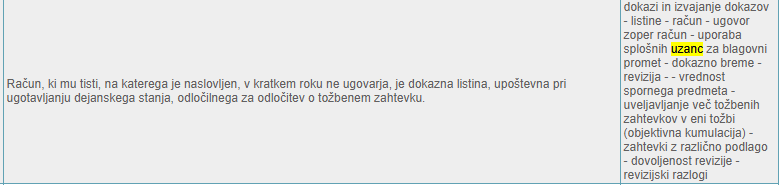 Račun, ki mu tisti, na katerega je naslovljen, v kratkem roku ne ugovarja, je dokazna listina, upoštevna pri
ugotavljanju dejanskega stanja, odločilnega za odločitev o tožbenem zahtevku.
dokazi in izvajanje dokazov
- listine - račun - ugovor
zoper račun - uporaba
splošnih uzanc za blagovni
promet - dokazno breme -
revizija - - vrednost
spornega predmeta -
uveljavljanje več tožbenih
zahtevkov v eni tožbi
(objektivna kumulacija) -
zahtevki z različno podlago
- dovoljenost revizije -
revizijski razlogi